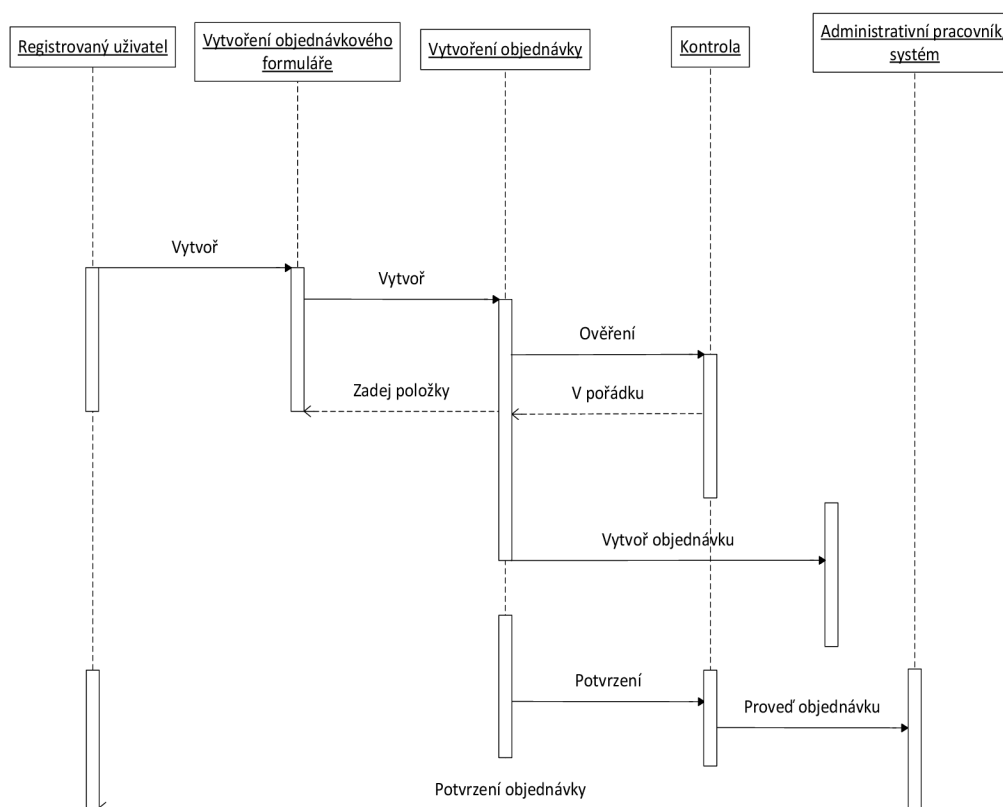 Registrovaný uživatel
Vytvoření objednávkového
formuláře
Vytvoření objednávky
Kontrola
Administrativní pracovník,
systém
Vytvoř
Vytvoř
Ověření
Zadej položky
V pořádku
Vytvoř objednávku
Potvrzení
Proveď objednávku
Potvrzení objednávky